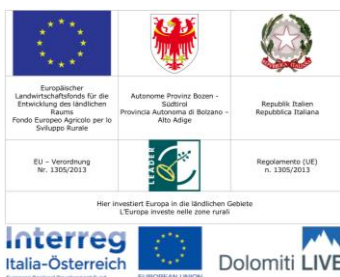 Europäischer
Landwirtschaftsfonds für die
Entwicklung des ländlichen
Raums
Fondo Europeo Agricolo per lo
Sviluppo Rurale
Autonome Provinz Bozen -
Südtirol
Provincia Autonoma di Bolzano –
Alto Adige
Republik Italien
Repubblica Italiana
EU – Verordnung
Nr. 1305/2013
LEADER
Regolamento (UE)
n. 1305/2013
Hier investiert Europa in die ländlichen Gebiete
L'Europa investe nelle zone rurali
Interreg
Italia-Österreich
EUROPEAN UNION
Dolomiti LIVE